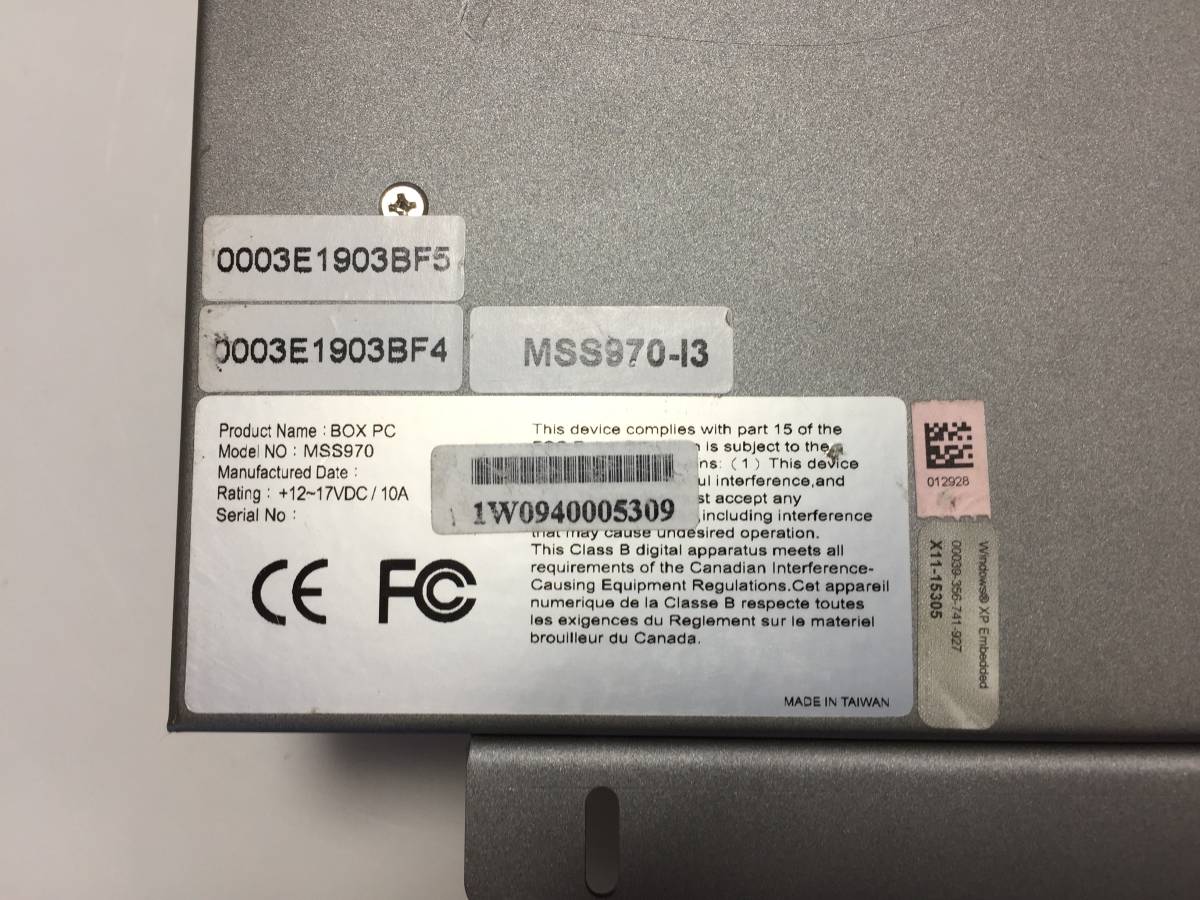 0003E1903BF5
0003E1903BF4
MSS970-I3
Product Name : BOX PC
Model NO : MSS970
Manufactured Date :
Rating : +12~17VDC / 10A
Serial No :
CE FC
1W0940005309
This device complies with part 15 of the
is subject to the
(1) This device
interference,and
accept any
,including interference
that may cause undesired operation.
This Class B digital apparatus meets all
requirements of the Canadian Interference-
Causing Equipment Regulations.Cet appareil
numerique de la Classe B respecte toutes
les exigences du Reglement sur le materiel
brouilleur du Canada.
MADE IN TAIWAN
012928
Windows® XP Embedded
00039-356-741-927
X11-15305